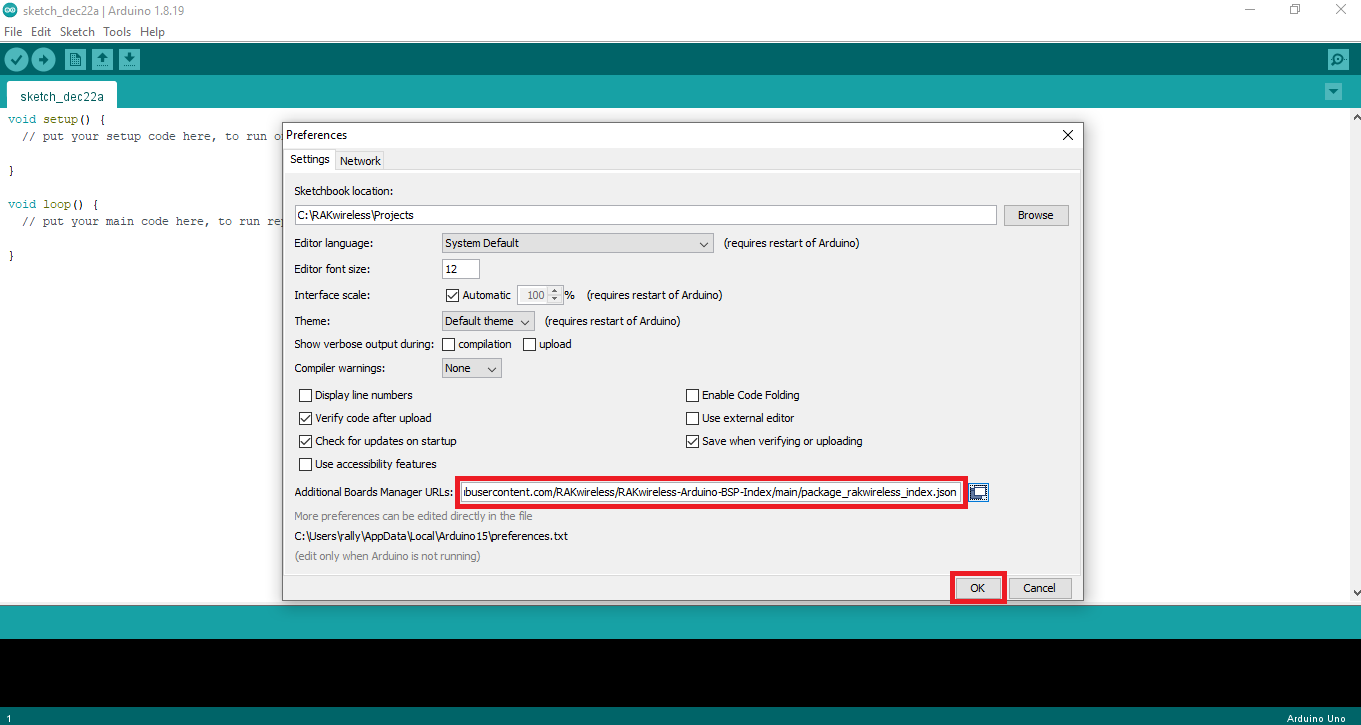 sketch_dec22a | Arduino 1.8.19
File Edit Sketch Tools Help
sketch_dec22a
void setup() {
// put your setup code here, to run
}
void loop() {
// put your main code here, to run
}
Preferences
Settings Network
Sketchbook location:
C:\RAKwireless\Projects Browse
Editor language: System Default (requires restart of Arduino)
Editor font size: 12
Interface scale: Automatic 100 % (requires restart of Arduino)
Theme: Default theme (requires restart of Arduino)
Show verbose output during: compilation upload
Compiler warnings: None
Display line numbers Enable Code Folding
Verify code after upload Use external editor
Check for updates on startup Save when verifying or uploading
Use accessibility features
Additional Boards Manager URLs: ibusercontent.com/RAKwireless/RAKwireless-Arduino-BSP-Index/main/package_rakwireless_index.json
More preferences can be edited directly in the file
C:\Users\rally\AppData\Local\Arduino15\preferences.txt
(edit only when Arduino is not running)
OK Cancel
1 Arduino Uno